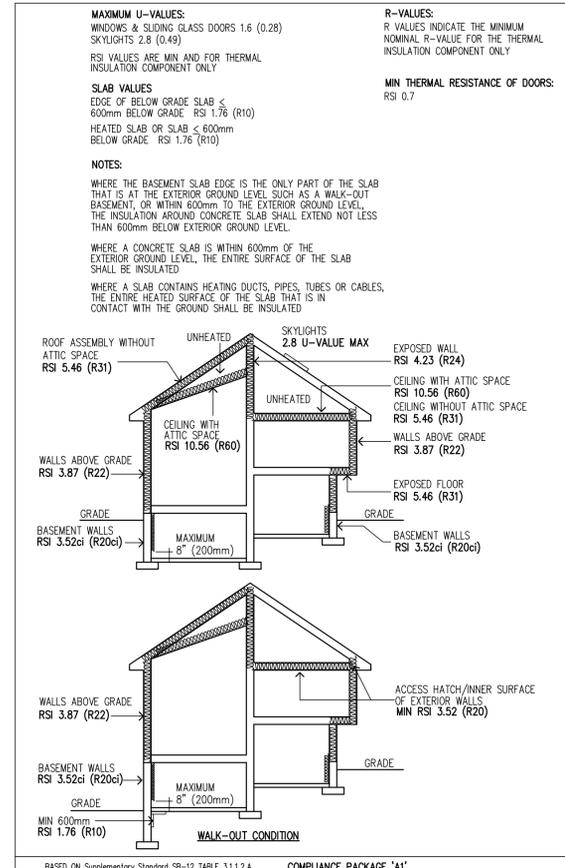 MAXIMUM U-VALUES:
WINDOWS & SLIDING GLASS DOORS 1.6 (0.28)
SKYLIGHTS 2.8 (0.49)
RSI VALUES ARE MIN AND FOR THERMAL
INSULATION COMPONENT ONLY
R-VALUES:
R VALUES INDICATE THE MINIMUM
NOMINAL R-VALUE FOR THE THERMAL
INSULATION COMPONENT ONLY
MIN THERMAL RESISTANCE OF DOORS:
RSI 0.7
SLAB VALUES
EDGE OF BELOW GRADE SLAB ≤
600mm BELOW GRADE RSI 1.76 (R10)
HEATED SLAB OR SLAB ≤ 600mm
BELOW GRADE RSI 1.76 (R10)
NOTES:
WHERE THE BASEMENT SLAB EDGE IS THE ONLY PART OF THE SLAB
THAT IS AT THE EXTERIOR GROUND LEVEL SUCH AS A WALK-OUT
BASEMENT, OR WITHIN 600mm TO THE EXTERIOR GROUND LEVEL,
THE INSULATION AROUND CONCRETE SLAB SHALL EXTEND NOT LESS
THAN 600mm BELOW EXTERIOR GROUND LEVEL.
WHERE A CONCRETE SLAB IS WITHIN 600mm OF THE
EXTERIOR GROUND LEVEL, THE ENTIRE SURFACE OF THE SLAB
SHALL BE INSULATED
WHERE A SLAB CONTAINS HEATING DUCTS, PIPES, TUBES OR CABLES,
THE ENTIRE HEATED SURFACE OF THE SLAB THAT IS IN
CONTACT WITH THE GROUND SHALL BE INSULATED
ROOF ASSEMBLY WITHOUT
ATTIC SPACE
RSI 5.46 (R31)
UNHEATED
SKYLIGHTS
2.8 U-VALUE MAX
EXPOSED WALL
RSI 4.23 (R24)
CEILING WITH ATTIC SPACE
RSI 10.56 (R60)
CEILING WITHOUT ATTIC SPACE
RSI 5.46 (R31)
UNHEATED
CEILING WITH
ATTIC SPACE
RSI 10.56 (R60)
WALLS ABOVE GRADE
RSI 3.87 (R22)
WALLS ABOVE GRADE
RSI 3.87 (R22)
EXPOSED FLOOR
RSI 5.46 (R31)
GRADE
GRADE
BASEMENT WALLS
RSI 3.52ci (R20ci)
MAXIMUM
8" (200mm)
BASEMENT WALLS
RSI 3.52ci (R20ci)
ACCESS HATCH/INNER SURFACE
OF EXTERIOR WALLS
MIN RSI 3.52 (R20)
WALLS ABOVE GRADE
RSI 3.87 (R22)
BASEMENT WALLS
RSI 3.52ci (R20ci)
GRADE
MAXIMUM
8" (200mm)
GRADE
MIN 600mm
RSI 1.76 (R10)
WALK-OUT CONDITION
BASED ON Supplementary Standard SB-12 TABLE 3.1.1.2.A
COMPLIANCE PACKAGE 'A1'